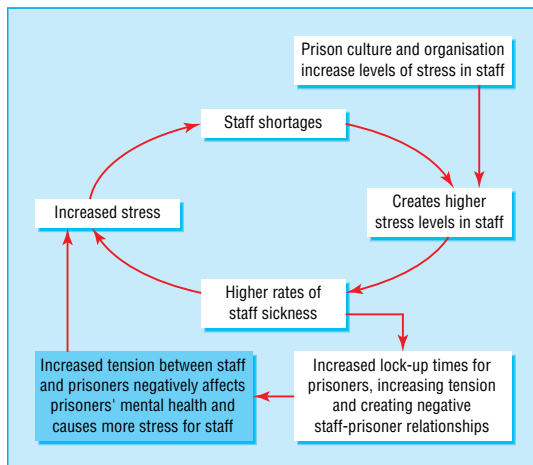 Prison culture and organisation
increase levels of stress in staff
Staff shortages
Creates higher
stress levels in staff
Increased stress
Higher rates of
staff sickness
Increased tension between staff
and prisoners negatively affects
prisoners' mental health and
causes more stress for staff
Increased lock-up times for
prisoners, increasing tension
and creating negative
staff-prisoner relationships